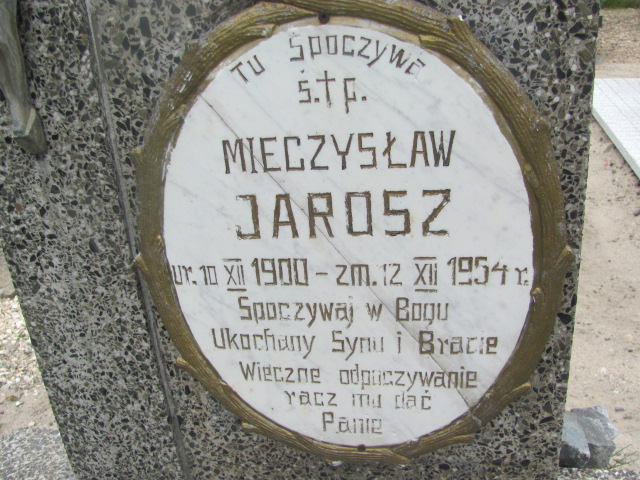 Tu Spoczywa
ś.†p.
MIECZYSŁAW
JAROSZ
ur. 10 XII 1900 - zm. 12 XII 1954 r.
Spoczywaj w Bogu
Ukochany Synu i Bracie
Wieczne odpoczywanie
racz mu dać
Panie